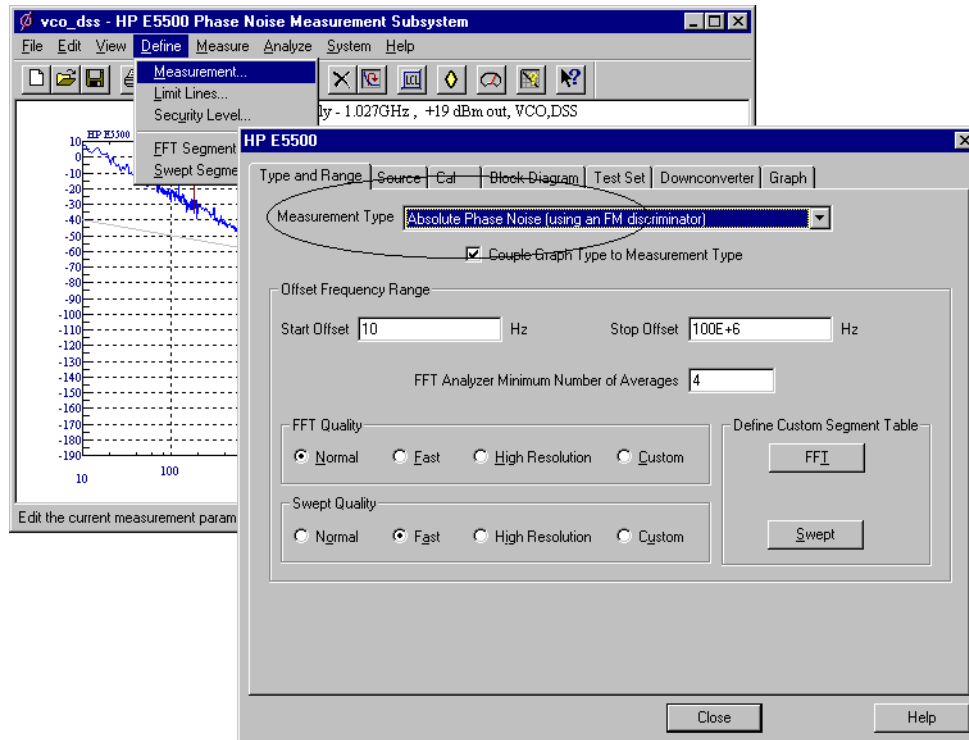 vco_dss - HP E5500 Phase Noise Measurement Subsystem
File Edit View Define Measure Analyze System Help
Measurement...
Limit Lines...
Security Level...
FFT Segment
Swept Segme
ly - 1.027GHz , +19 dBm out, VCO,DSS
HP E5500
10
0
-10
-20
-30
-40
-50
-60
-70
-80
-90
-100
-110
-120
-130
-140
-150
-160
-170
-180
-190
10 100
Edit the current measurement param
HP E5500
Type and Range Source Cal Block Diagram Test Set Downconverter Graph
Measurement Type Absolute Phase Noise (using an FM discriminator)
Couple Graph Type to Measurement Type
Offset Frequency Range
Start Offset 10 Hz Stop Offset 100E+6 Hz
FFT Analyzer Minimum Number of Averages 4
FFT Quality
Normal Fast High Resolution Custom
Swept Quality
Normal Fast High Resolution Custom
Define Custom Segment Table
FFT
Swept
Close Help